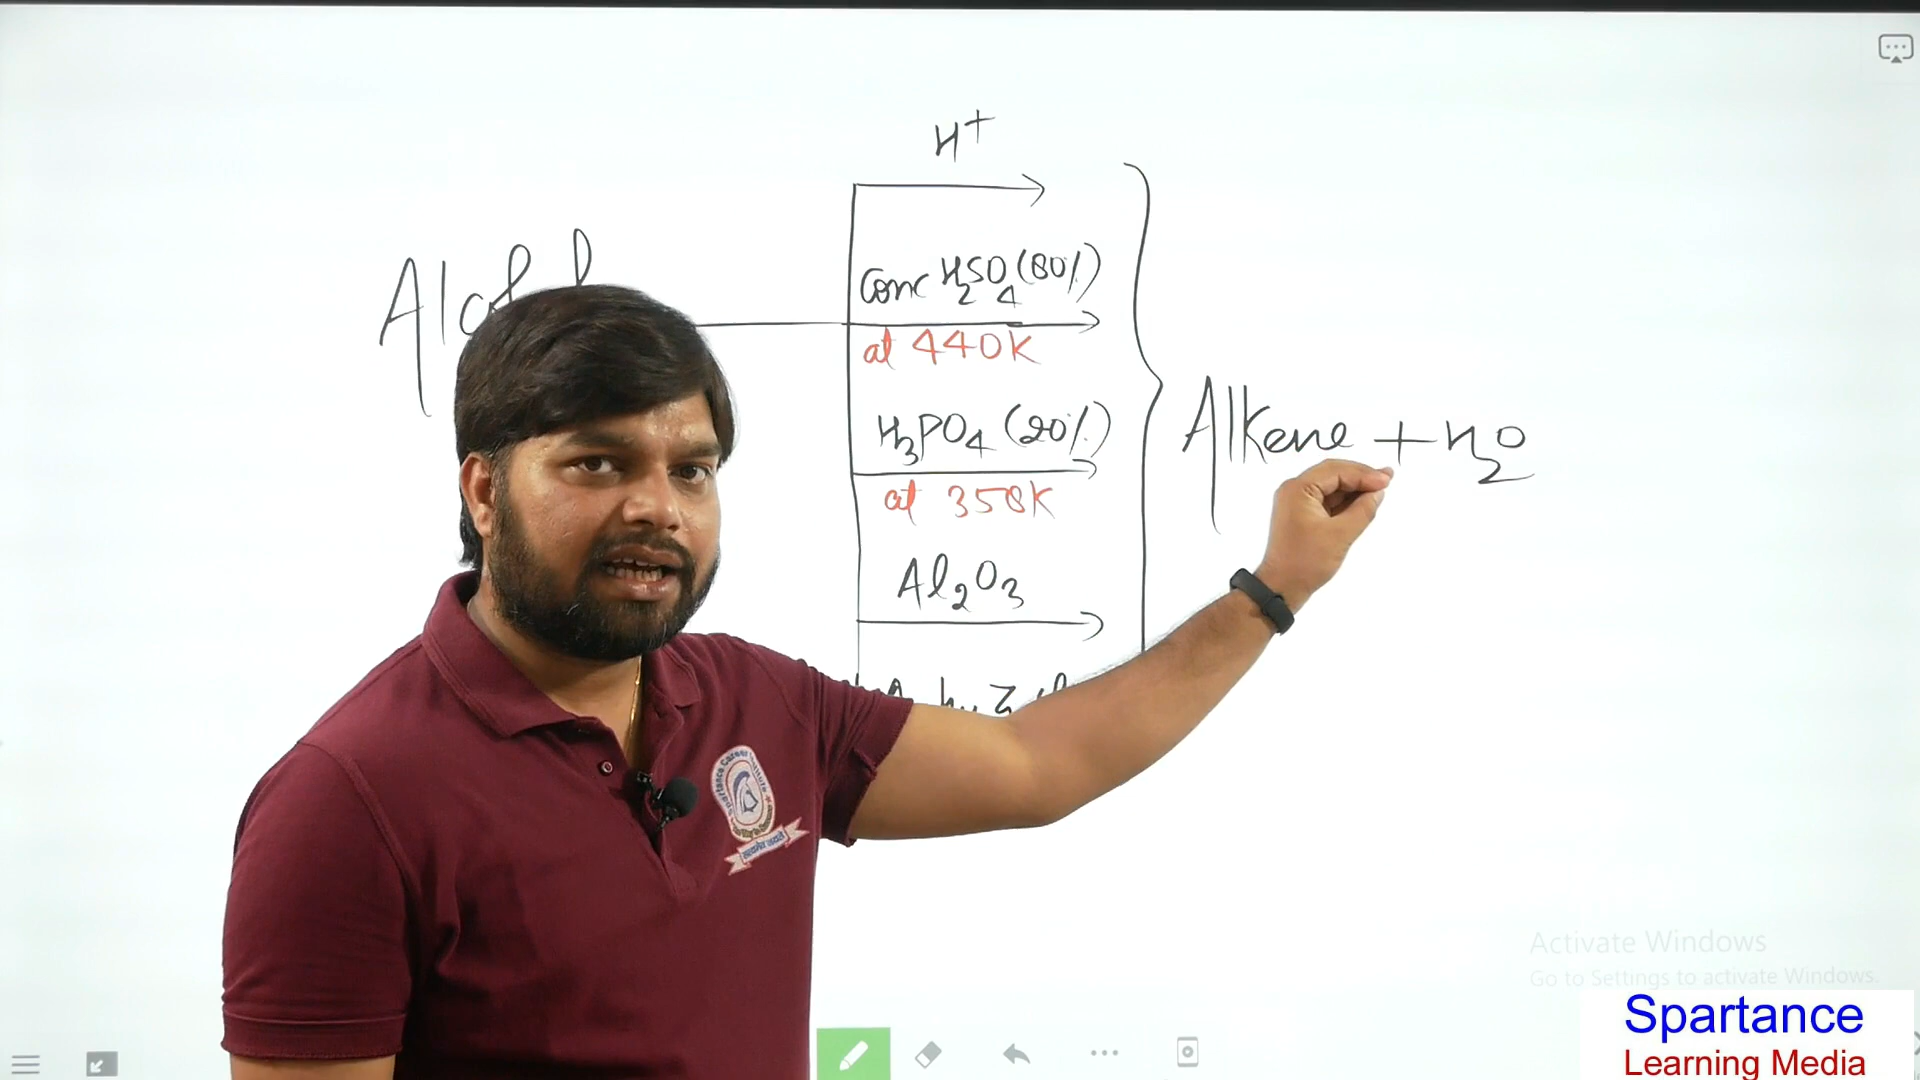 H+
Conc H2SO4 (80%)
at 440K
H3PO4 (20%)
at 358K
Al2O3
Alkene + H2O
Activate Windows
Go to Settings to activate Windows.
Spartance
Learning Media